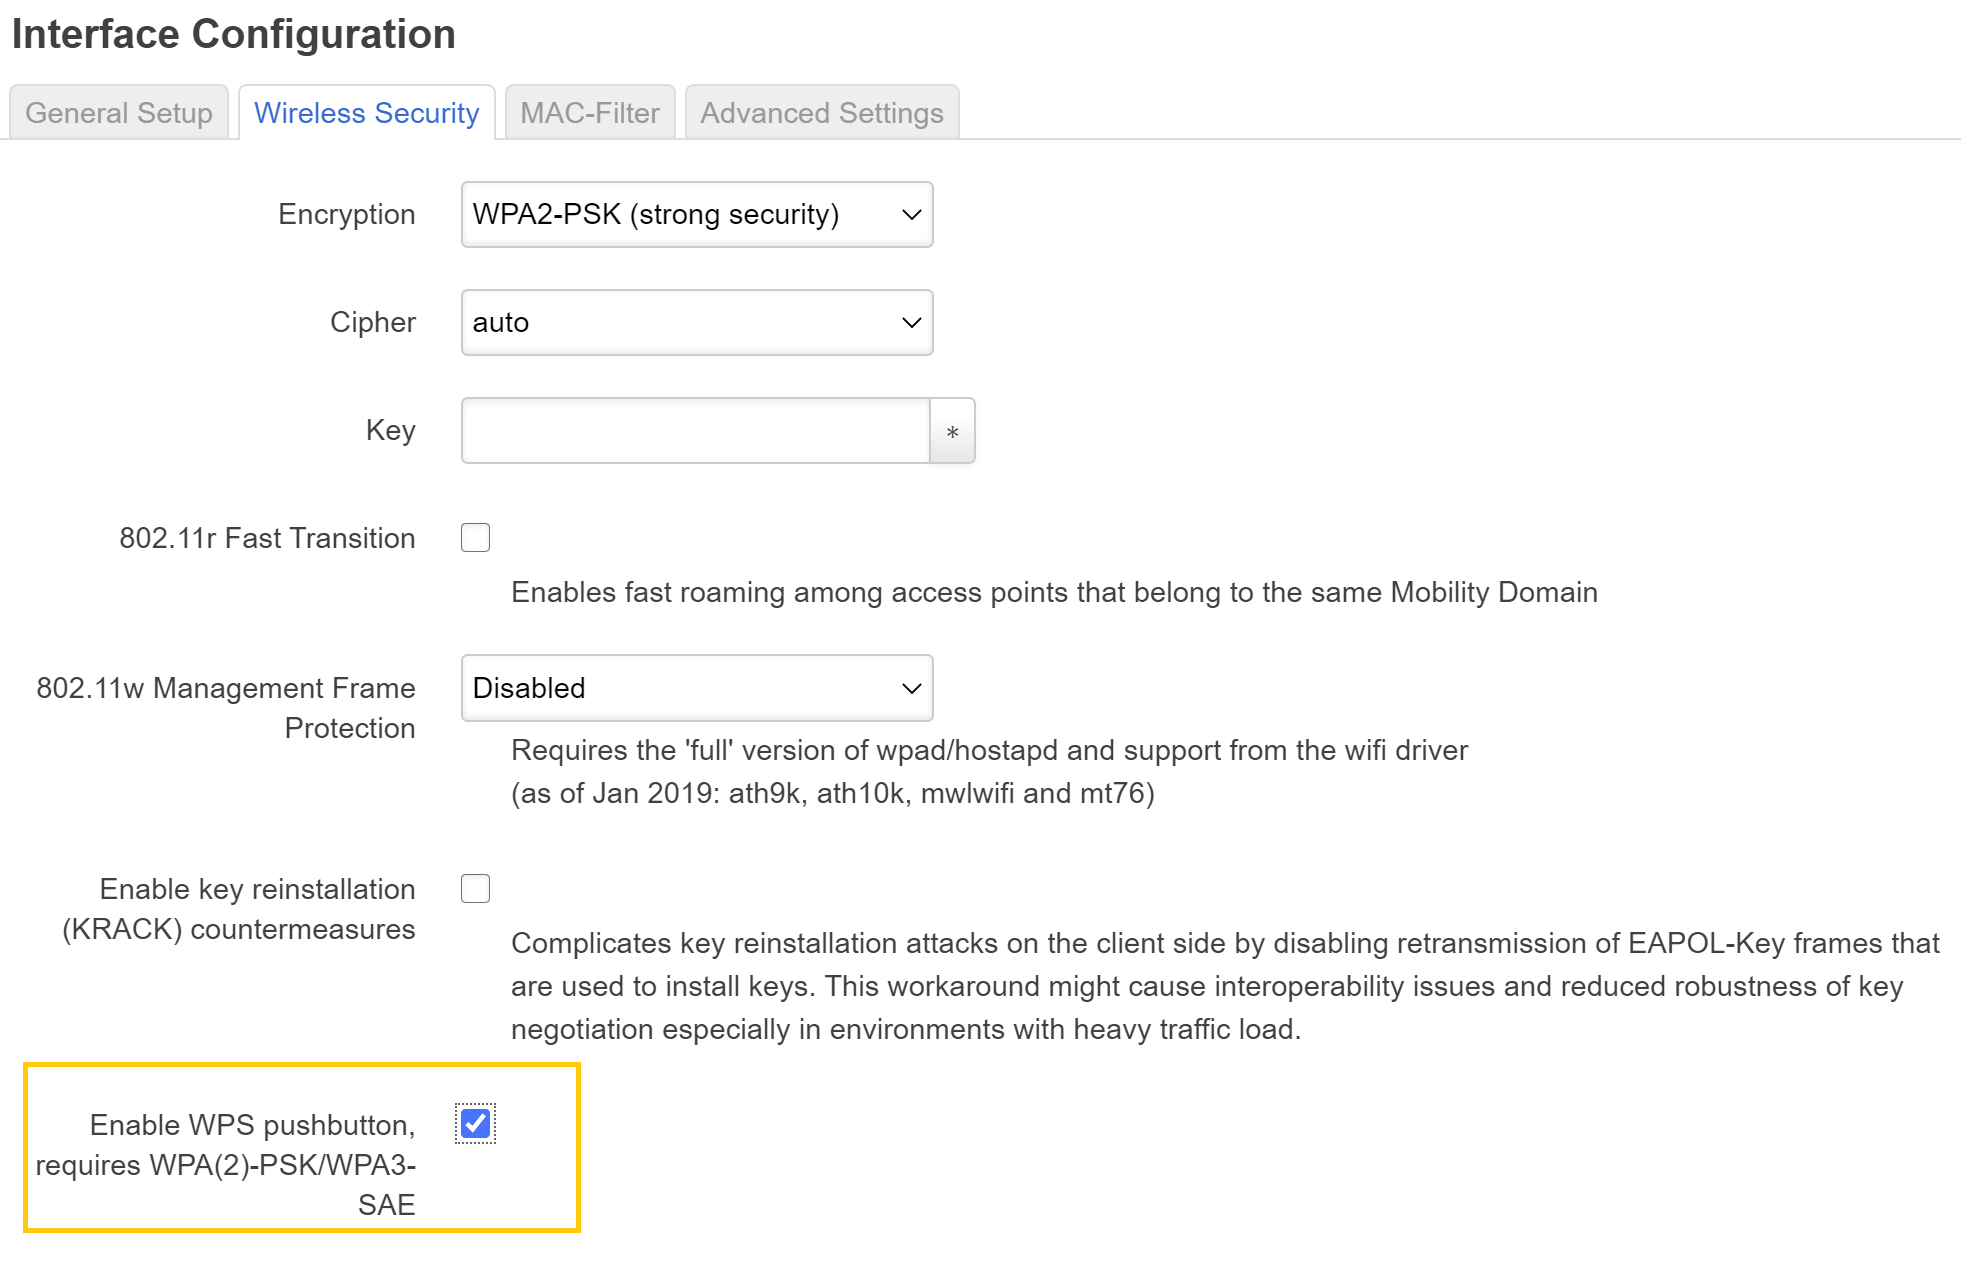 Interface Configuration
General Setup
Wireless Security
MAC-Filter
Advanced Settings
Encryption
WPA2-PSK (strong security)
Cipher
auto
Key
*
802.11r Fast Transition
Enables fast roaming among access points that belong to the same Mobility Domain
802.11w Management Frame
Protection
Disabled
Requires the 'full' version of wpad/hostapd and support from the wifi driver
(as of Jan 2019: ath9k, ath10k, mwlwifi and mt76)
Enable key reinstallation
(KRACK) countermeasures
Complicates key reinstallation attacks on the client side by disabling retransmission of EAPOL-Key frames that
are used to install keys. This workaround might cause interoperability issues and reduced robustness of key
negotiation especially in environments with heavy traffic load.
Enable WPS pushbutton,
requires WPA(2)-PSK/WPA3-
SAE